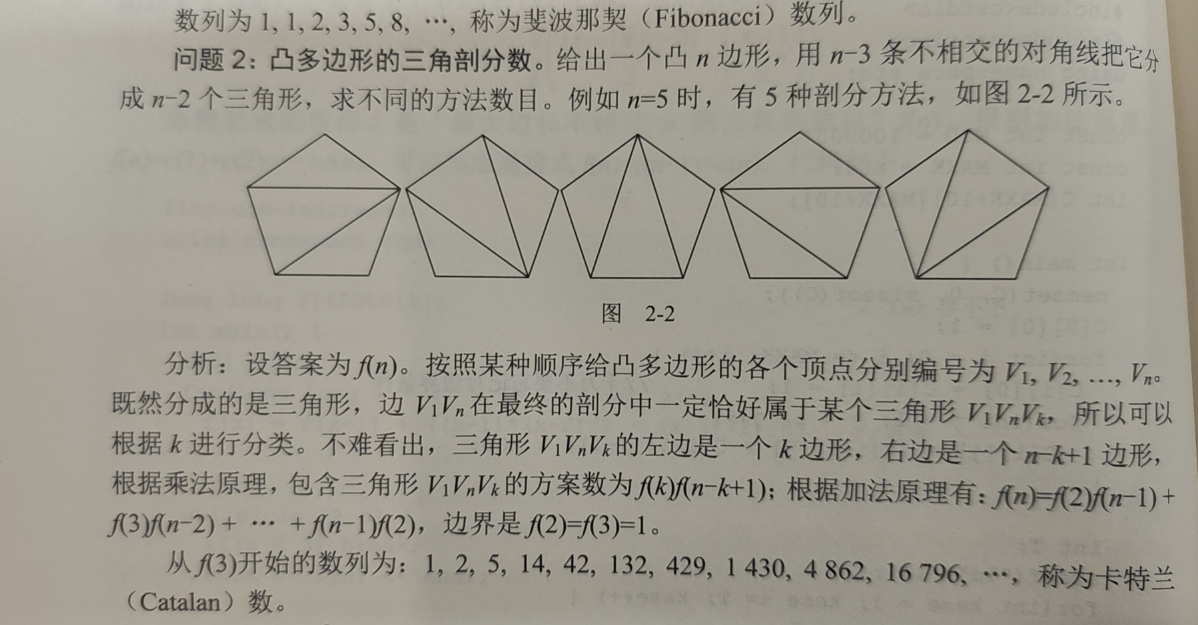 数列为 1, 1, 2, 3, 5, 8, …, 称为斐波那契（Fibonacci）数列。
问题 2：凸多边形的三角剖分数。给出一个凸 n 边形，用 n−3 条不相交的对角线把它分
成 n−2 个三角形，求不同的方法数目。例如 n=5 时，有 5 种剖分方法，如图 2-2 所示。
图 2-2
分析：设答案为 f(n)。按照某种顺序给凸多边形的各个顶点分别编号为 V1, V2, …, Vn。
既然分成的是三角形，边 V1Vn 在最终的剖分中一定恰好属于某个三角形 V1VnVk，所以可以
根据 k 进行分类。不难看出，三角形 V1VnVk 的左边是一个 k 边形，右边是一个 n−k+1 边形，
根据乘法原理，包含三角形 V1VnVk 的方案数为 f(k)f(n−k+1)；根据加法原理有：f(n)=f(2)f(n−1) +
f(3)f(n−2) + … + f(n−1)f(2)，边界是 f(2)=f(3)=1。
从 f(3)开始的数列为：1, 2, 5, 14, 42, 132, 429, 1 430, 4 862, 16 796, …，称为卡特兰
（Catalan）数。